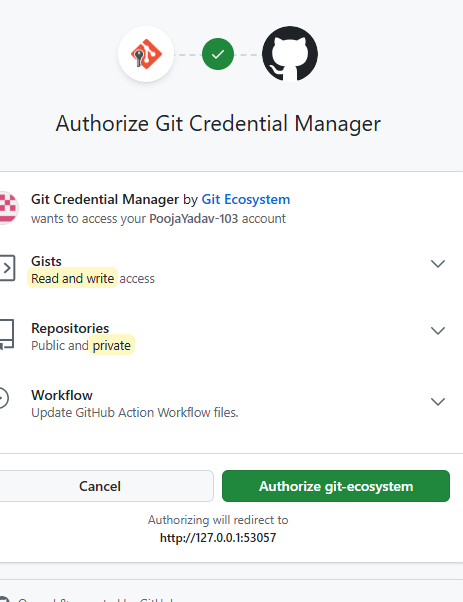 Authorize Git Credential Manager
Git Credential Manager by Git Ecosystem
wants to access your PoojaYadav-103 account
Gists
Read and write access
Repositories
Public and private
Workflow
Update GitHub Action Workflow files.
Cancel
Authorize git-ecosystem
Authorizing will redirect to
http://127.0.0.1:53057